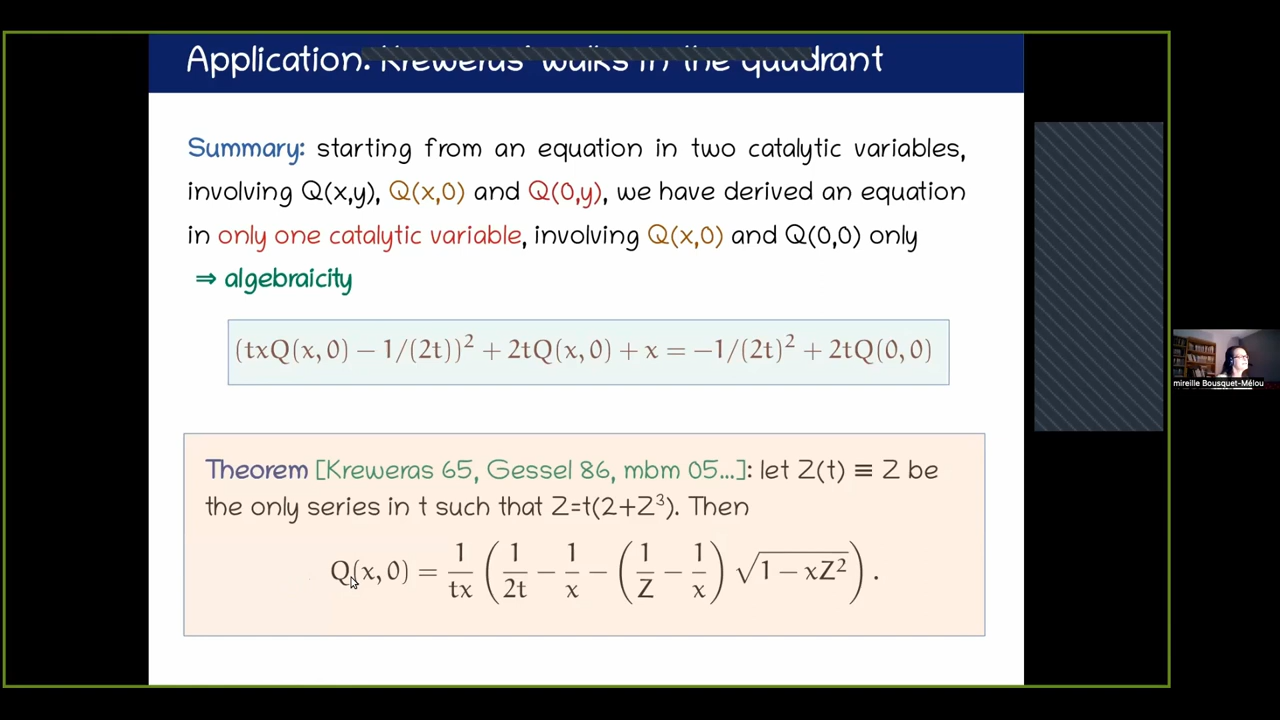 Application: Kreweras' walks in the quadrant
Summary: starting from an equation in two catalytic variables,
involving Q(x,y), Q(x,0) and Q(0,y), we have derived an equation
in only one catalytic variable, involving Q(x,0) and Q(0,0) only
⇒ algebraicity
(txQ(x,0) − 1/(2t))² + 2tQ(x,0) + x = −1/(2t)² + 2tQ(0,0)
Theorem [Kreweras 65, Gessel 86, mbm 05...]: let Z(t) ≡ Z be
the only series in t such that Z=t(2+Z³). Then
Q(x,0) = 1/tx (1/2t − 1/x − (1/Z − 1/x) √(1 − xZ²)).
mireille Bousquet-Mélou